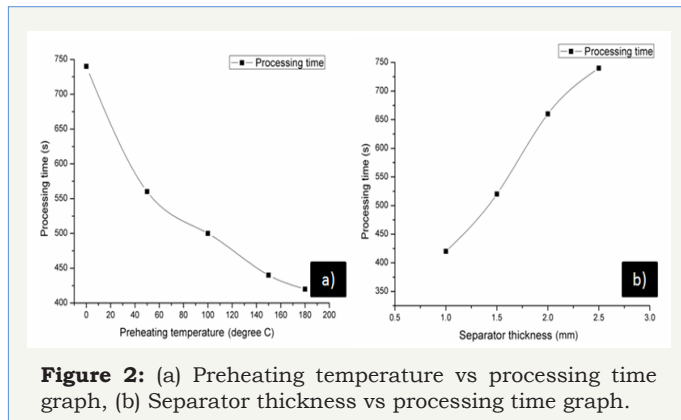 Processing time
750
700
650
600
550
500
450
400
Processing time (s)
0 20 40 60 80 100 120 140 160 180 200
Preheating temperature (degree C)
a)
Processing time
750
700
650
600
550
500
450
400
350
Processing time (s)
0.5 1.0 1.5 2.0 2.5 3.0
Separator thickness (mm)
b)
Figure 2: (a) Preheating temperature vs processing time
graph, (b) Separator thickness vs processing time graph.